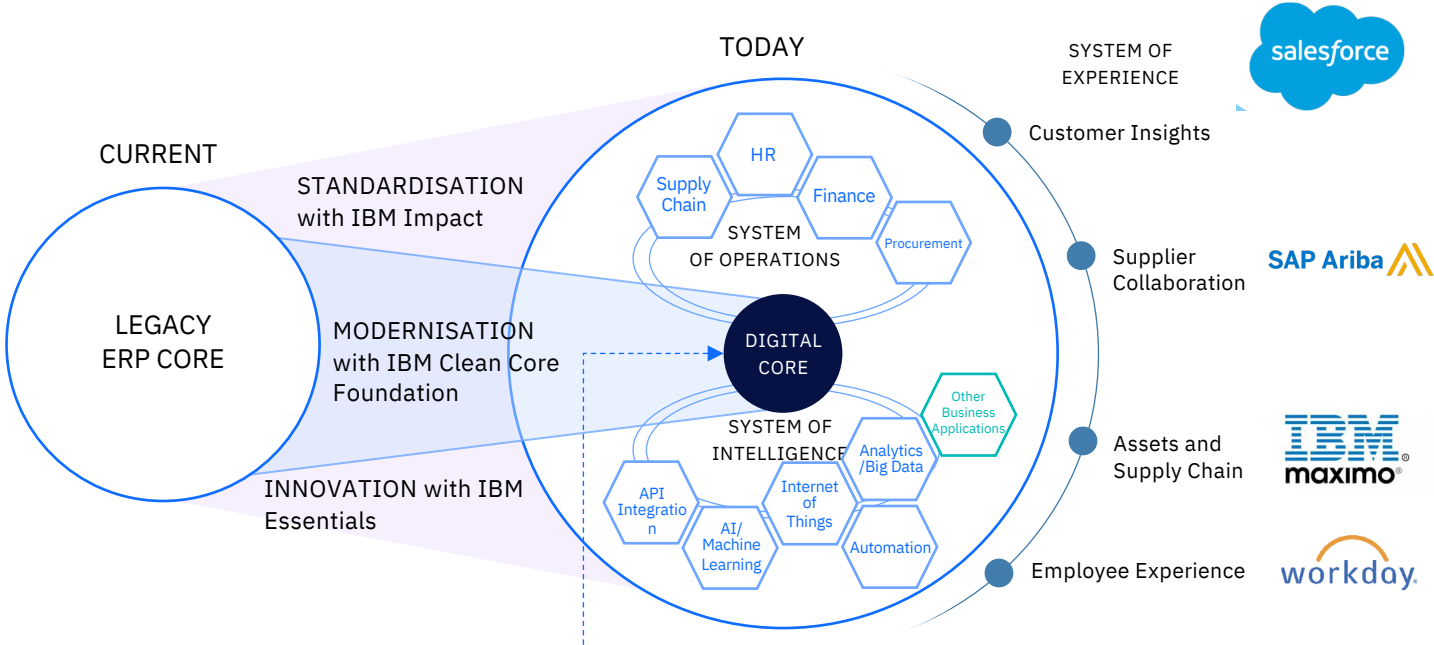 TODAY
SYSTEM OF
EXPERIENCE
salesforce
CURRENT
Customer Insights
HR
STANDARDISATION
with IBM Impact
Supply
Chain
Finance
SYSTEM
OF OPERATIONS
Procurement
Supplier
Collaboration
SAP Ariba
LEGACY
ERP CORE
MODERNISATION
with IBM Clean Core
Foundation
DIGITAL
CORE
Other
Business
Applications
SYSTEM OF
INTELLIGENCE
Analytics
/Big Data
Assets and
Supply Chain
IBM®
maximo®
INNOVATION with IBM
Essentials
API
Integratio
n
Internet
of
Things
AI/
Machine
Learning
Automation
Employee Experience
workday.